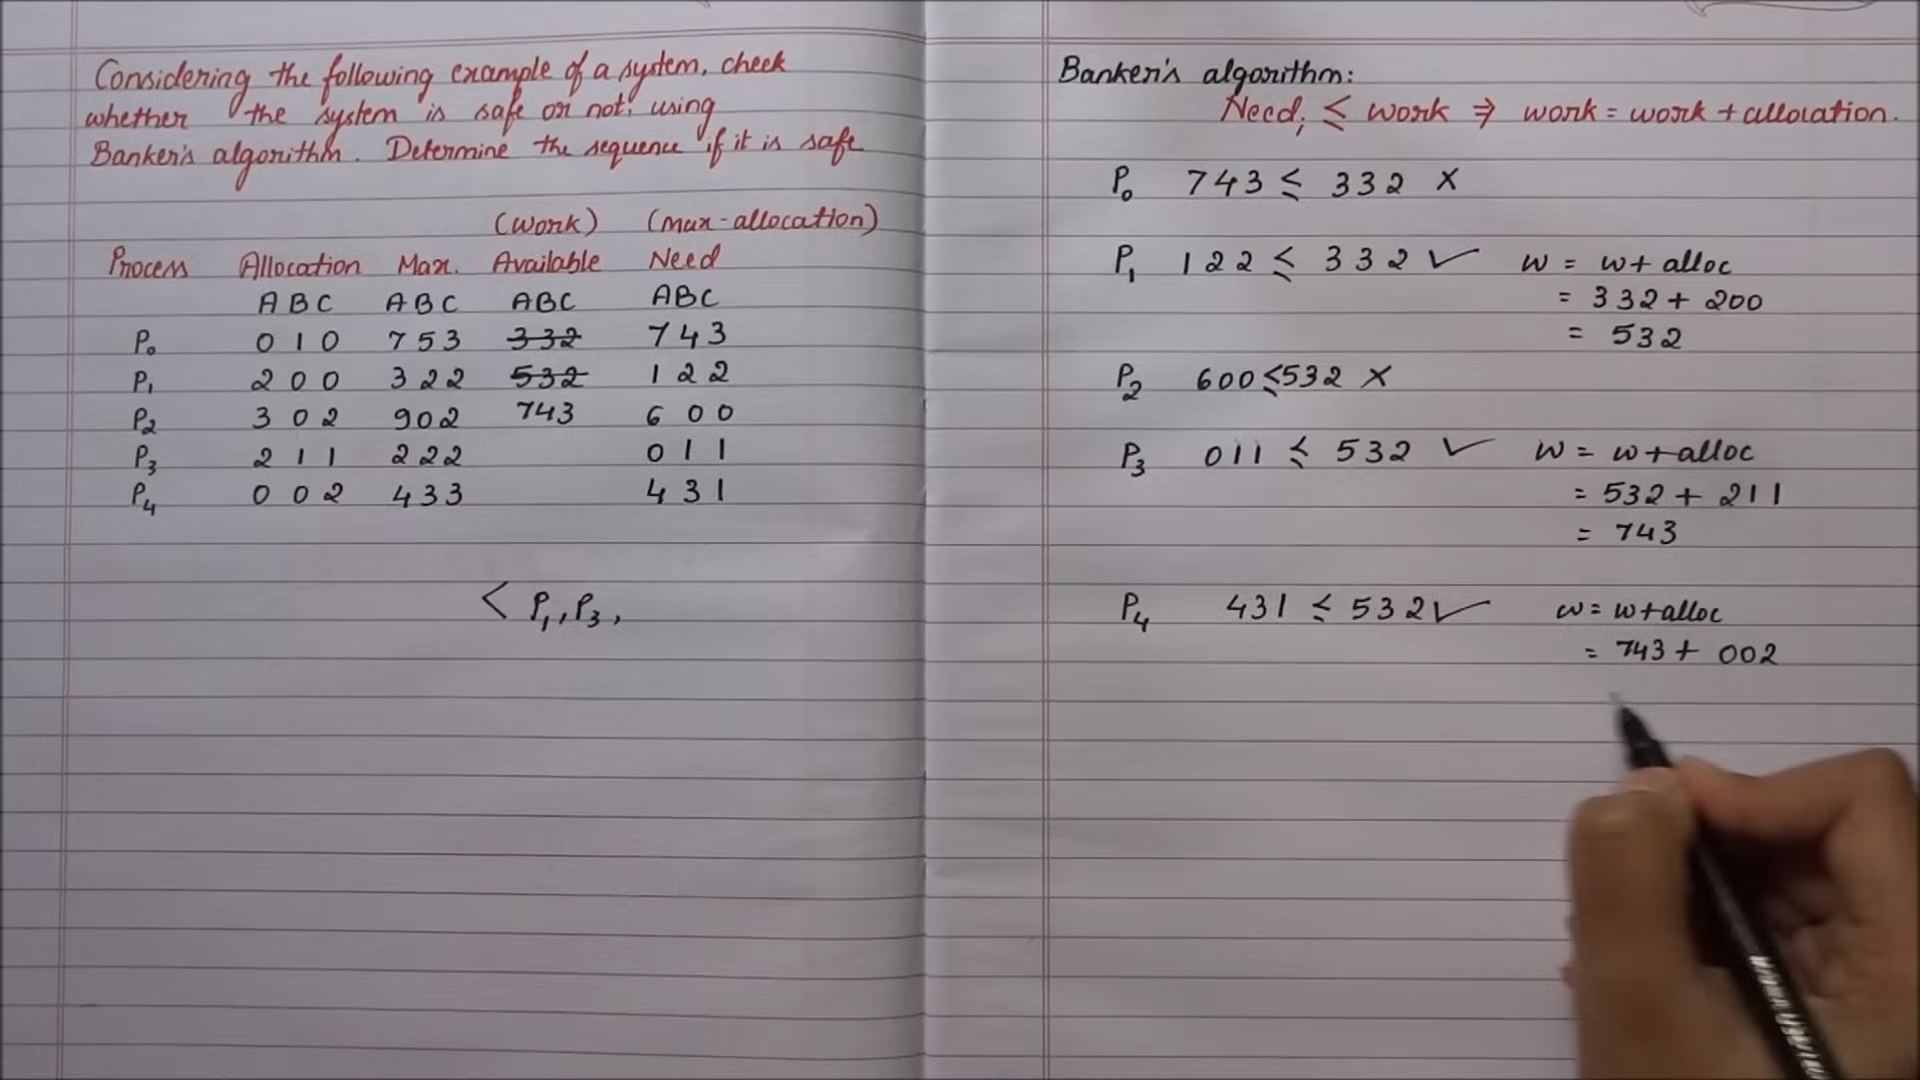 Considering the following example of a system, check
whether the system is safe or not, using
Banker's algorithm. Determine the sequence if it is safe
(Work) (max-allocation)
Process Allocation Max. Available Need
A B C A B C A B C A B C
P0 0 1 0 7 5 3 3 3 2 7 4 3
P1 2 0 0 3 2 2 5 3 2 1 2 2
P2 3 0 2 9 0 2 7 4 3 6 0 0
P3 2 1 1 2 2 2 0 1 1
P4 0 0 2 4 3 3 4 3 1
< P1, P3,
Banker's algorithm:
Needi ≤ work ⇒ work = work + allocation.
P0 7 4 3 ≤ 3 3 2 X
P1 1 2 2 ≤ 3 3 2 ✓ w = w + alloc
= 3 3 2 + 2 0 0
= 5 3 2
P2 6 0 0 ≤ 5 3 2 X
P3 0 1 1 ≤ 5 3 2 ✓ w = w + alloc
= 5 3 2 + 2 1 1
= 7 4 3
P4 4 3 1 ≤ 5 3 2 ✓ w = w + alloc
= 7 4 3 + 0 0 2